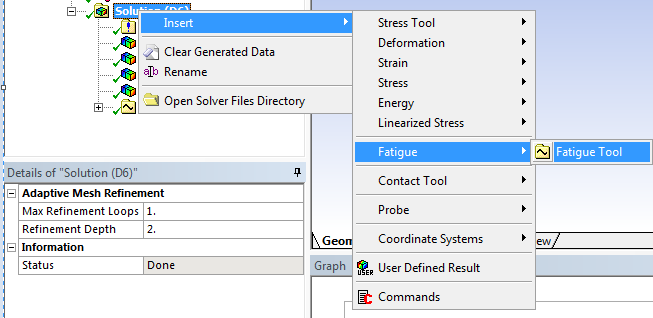 Solution (D6)
Insert
Clear Generated Data
Rename
Open Solver Files Directory
Stress Tool
Deformation
Strain
Stress
Energy
Linearized Stress
Fatigue
Fatigue Tool
Contact Tool
Probe
Coordinate Systems
User Defined Result
USER
Commands
Details of "Solution (D6)"
Adaptive Mesh Refinement
Max Refinement Loops 1.
Refinement Depth 2.
Information
Status Done
Geom
ew
Graph